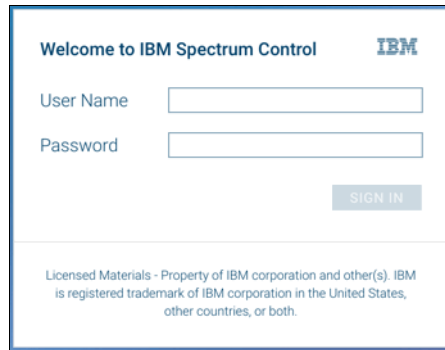 Welcome to IBM Spectrum Control
IBM
User Name
Password
SIGN IN
Licensed Materials - Property of IBM corporation and other(s). IBM
is registered trademark of IBM corporation in the United States,
other countries, or both.